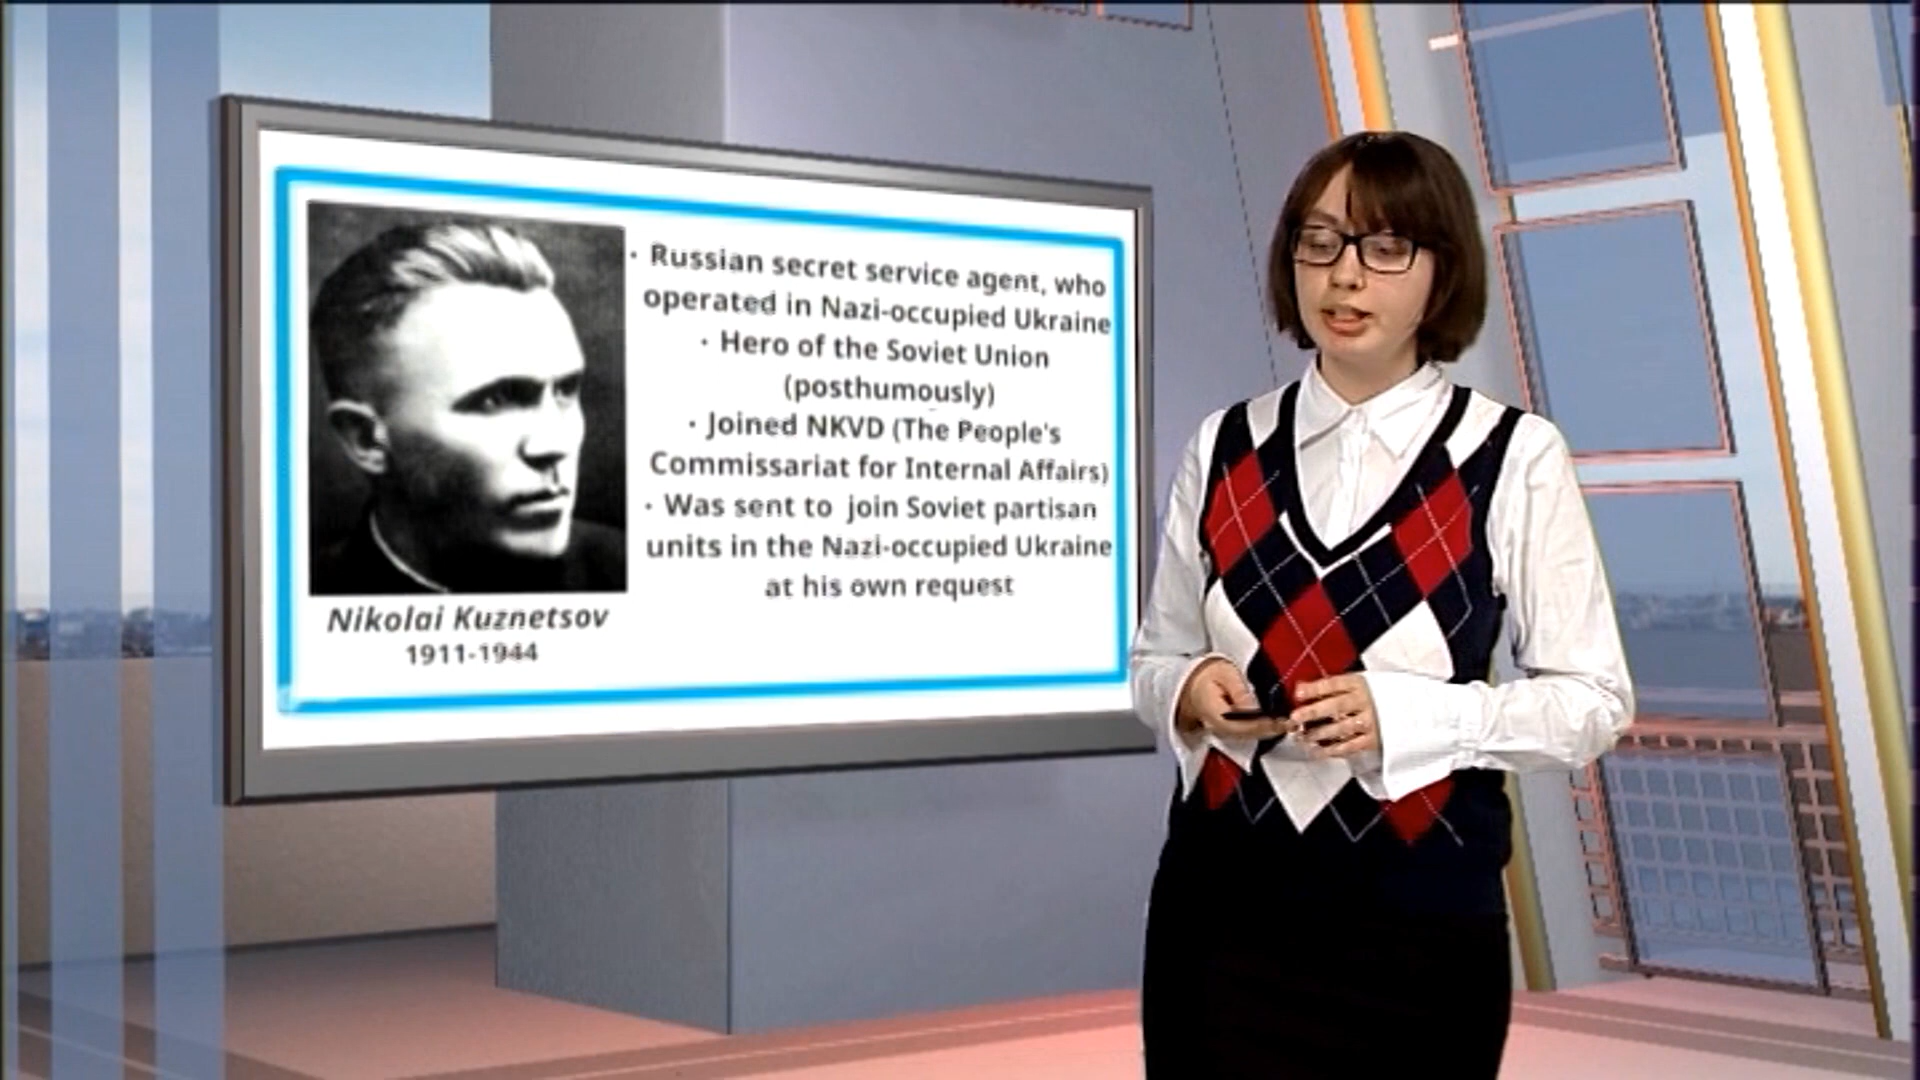 · Russian secret service agent, who
operated in Nazi-occupied Ukraine
· Hero of the Soviet Union
(posthumously)
· Joined NKVD (The People's
Commissariat for Internal Affairs)
· Was sent to join Soviet partisan
units in the Nazi-occupied Ukraine
at his own request
Nikolai Kuznetsov
1911-1944